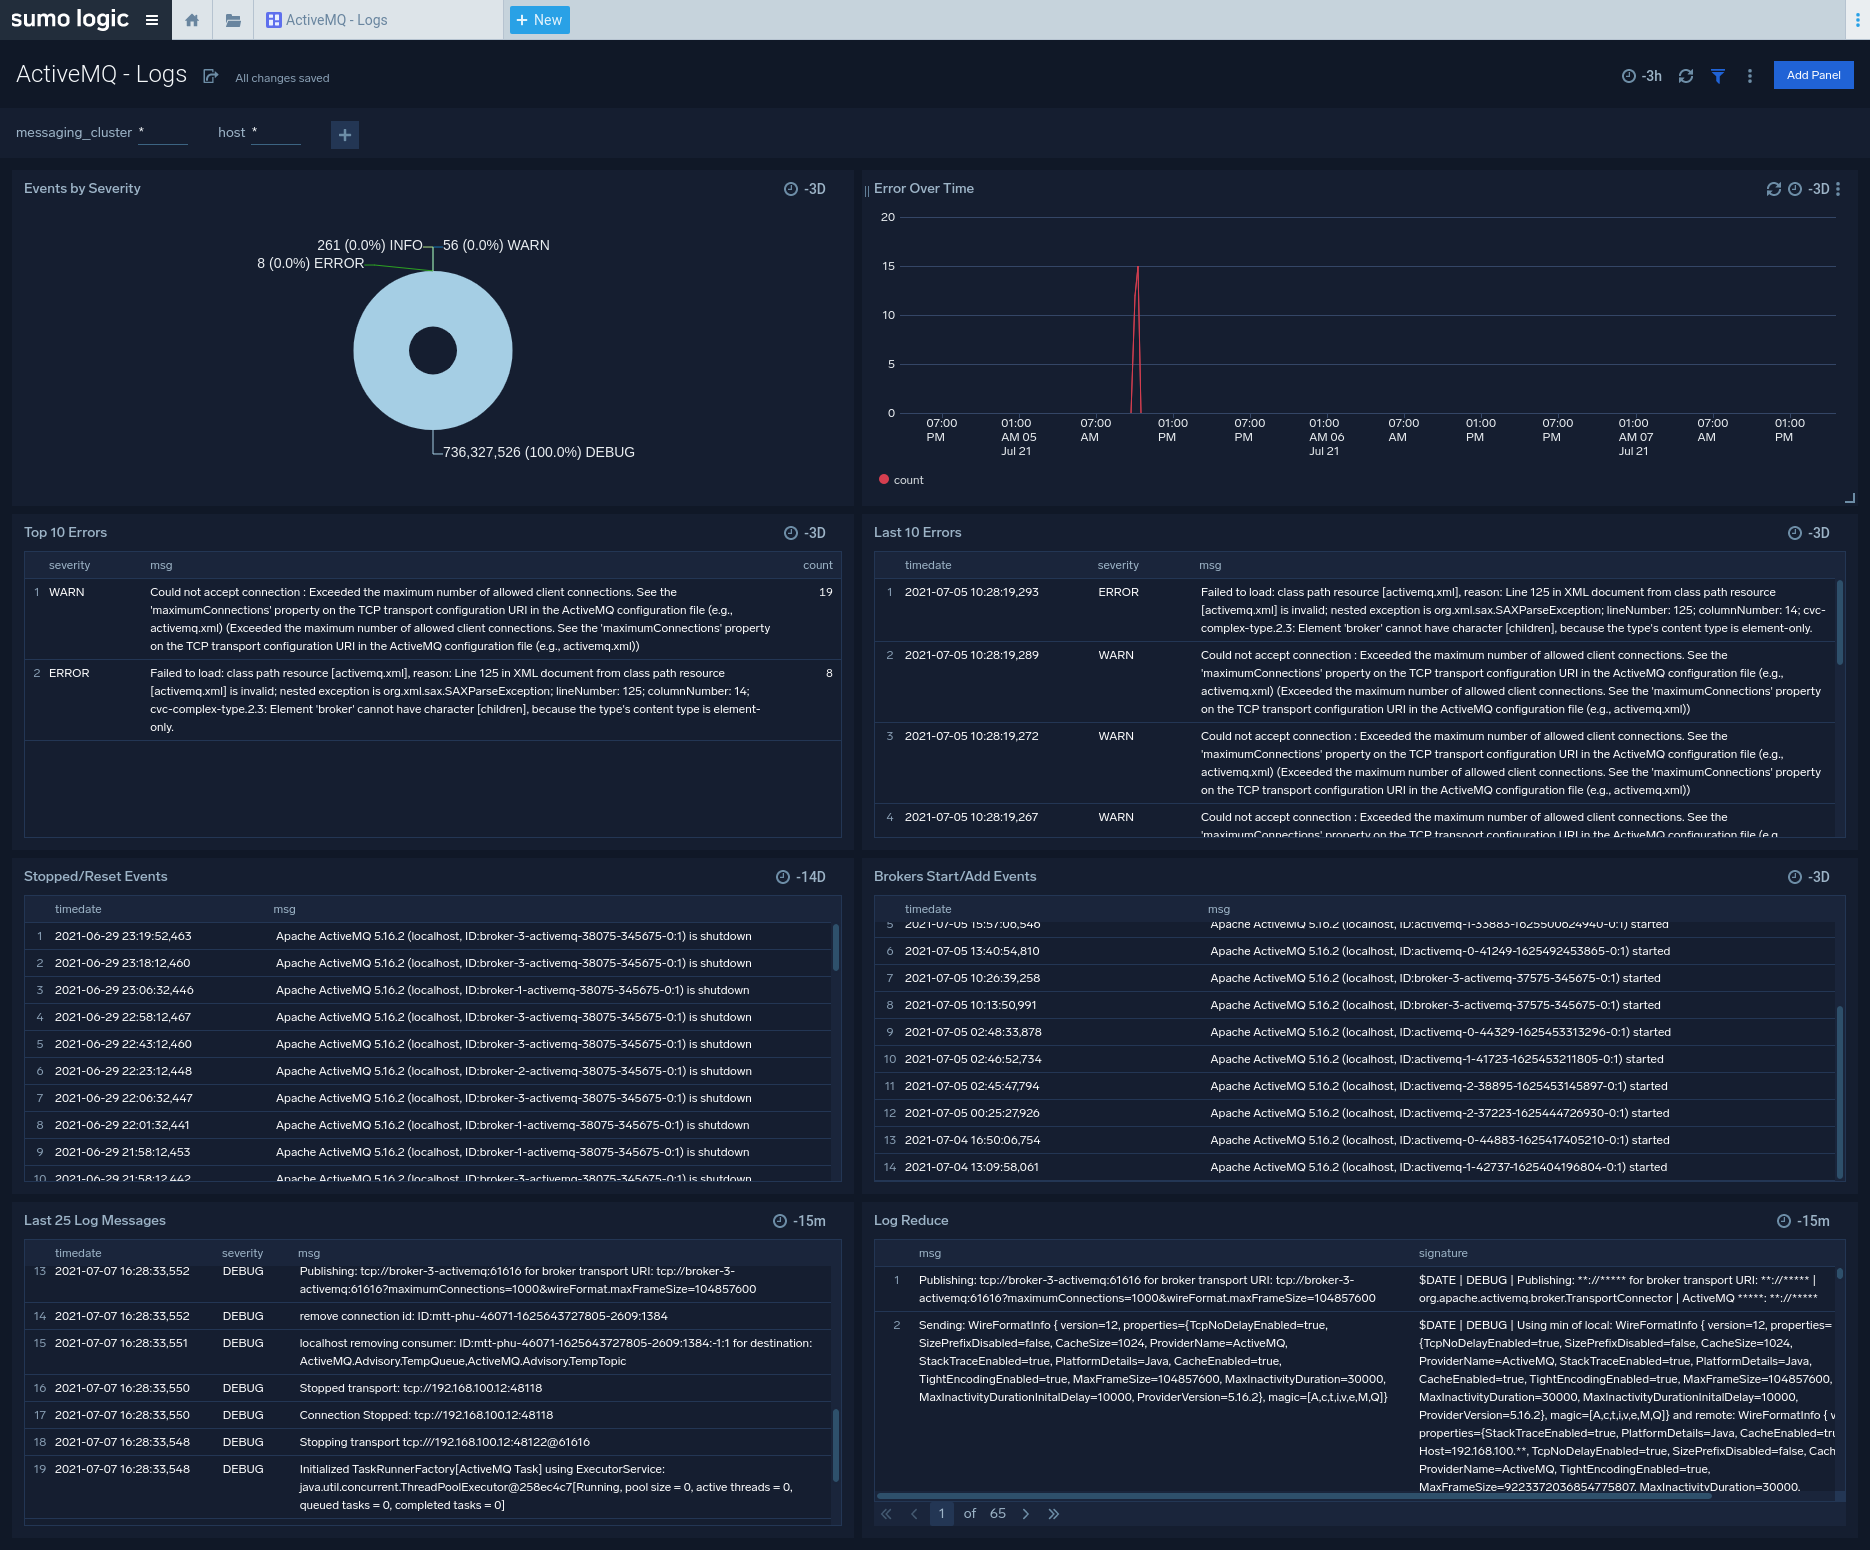 sumo logic
ActiveMQ - Logs
+ New
ActiveMQ - Logs
All changes saved
-3h
Add Panel
messaging_cluster *
host *
Events by Severity
-3D
261 (0.0%) INFO
56 (0.0%) WARN
8 (0.0%) ERROR
736,327,526 (100.0%) DEBUG
Error Over Time
-3D
20
15
10
5
0
07:00 PM
01:00 AM 05 Jul 21
07:00 AM
01:00 PM
07:00 PM
01:00 AM 06 Jul 21
07:00 AM
01:00 PM
07:00 PM
01:00 AM 07 Jul 21
07:00 AM
01:00 PM
count
Top 10 Errors
-3D
severity msg count
1 WARN Could not accept connection : Exceeded the maximum number of allowed client connections. See the 19
'maximumConnections' property on the TCP transport configuration URI in the ActiveMQ configuration file (e.g.,
activemq.xml) (Exceeded the maximum number of allowed client connections. See the 'maximumConnections' property
on the TCP transport configuration URI in the ActiveMQ configuration file (e.g., activemq.xml))
2 ERROR Failed to load: class path resource [activemq.xml], reason: Line 125 in XML document from class path resource 8
[activemq.xml] is invalid; nested exception is org.xml.sax.SAXParseException; lineNumber: 125; columnNumber: 14;
cvc-complex-type.2.3: Element 'broker' cannot have character [children], because the type's content type is element-
only.
Last 10 Errors
-3D
timedate severity msg
1 2021-07-05 10:28:19,293 ERROR Failed to load: class path resource [activemq.xml], reason: Line 125 in XML document from class path resource
[activemq.xml] is invalid; nested exception is org.xml.sax.SAXParseException; lineNumber: 125; columnNumber: 14; cvc-
complex-type.2.3: Element 'broker' cannot have character [children], because the type's content type is element-only.
2 2021-07-05 10:28:19,289 WARN Could not accept connection : Exceeded the maximum number of allowed client connections. See the
'maximumConnections' property on the TCP transport configuration URI in the ActiveMQ configuration file (e.g.,
activemq.xml) (Exceeded the maximum number of allowed client connections. See the 'maximumConnections' property
on the TCP transport configuration URI in the ActiveMQ configuration file (e.g., activemq.xml))
3 2021-07-05 10:28:19,272 WARN Could not accept connection : Exceeded the maximum number of allowed client connections. See the
'maximumConnections' property on the TCP transport configuration URI in the ActiveMQ configuration file (e.g.,
activemq.xml) (Exceeded the maximum number of allowed client connections. See the 'maximumConnections' property
on the TCP transport configuration URI in the ActiveMQ configuration file (e.g., activemq.xml))
4 2021-07-05 10:28:19,267 WARN Could not accept connection : Exceeded the maximum number of allowed client connections. See the
'maximumConnections' property on the TCP transport configuration URI in the ActiveMQ configuration file (e.g.
Stopped/Reset Events
-14D
timedate msg
1 2021-06-29 23:19:52,463 Apache ActiveMQ 5.16.2 (localhost, ID:broker-3-activemq-38075-345675-0:1) is shutdown
2 2021-06-29 23:18:12,460 Apache ActiveMQ 5.16.2 (localhost, ID:broker-3-activemq-38075-345675-0:1) is shutdown
3 2021-06-29 23:06:32,446 Apache ActiveMQ 5.16.2 (localhost, ID:broker-1-activemq-38075-345675-0:1) is shutdown
4 2021-06-29 22:58:12,467 Apache ActiveMQ 5.16.2 (localhost, ID:broker-3-activemq-38075-345675-0:1) is shutdown
5 2021-06-29 22:43:12,460 Apache ActiveMQ 5.16.2 (localhost, ID:broker-3-activemq-38075-345675-0:1) is shutdown
6 2021-06-29 22:23:12,448 Apache ActiveMQ 5.16.2 (localhost, ID:broker-2-activemq-38075-345675-0:1) is shutdown
7 2021-06-29 22:06:32,447 Apache ActiveMQ 5.16.2 (localhost, ID:broker-3-activemq-38075-345675-0:1) is shutdown
8 2021-06-29 22:01:32,441 Apache ActiveMQ 5.16.2 (localhost, ID:broker-1-activemq-38075-345675-0:1) is shutdown
9 2021-06-29 21:58:12,453 Apache ActiveMQ 5.16.2 (localhost, ID:broker-1-activemq-38075-345675-0:1) is shutdown
10 2021-06-29 21:58:12,442 Apache ActiveMQ 5.16.2 (localhost, ID:broker-3-activemq-38075-345675-0:1) is shutdown
Brokers Start/Add Events
-3D
timedate msg
5 2021-07-05 15:57:06,546 Apache ActiveMQ 5.16.2 (localhost, ID:activemq-1-33883-1625500624940-0:1) started
6 2021-07-05 13:40:54,810 Apache ActiveMQ 5.16.2 (localhost, ID:activemq-0-41249-1625492453865-0:1) started
7 2021-07-05 10:26:39,258 Apache ActiveMQ 5.16.2 (localhost, ID:broker-3-activemq-37575-345675-0:1) started
8 2021-07-05 10:13:50,991 Apache ActiveMQ 5.16.2 (localhost, ID:broker-3-activemq-37575-345675-0:1) started
9 2021-07-05 02:48:33,878 Apache ActiveMQ 5.16.2 (localhost, ID:activemq-0-44329-1625453313296-0:1) started
10 2021-07-05 02:46:52,734 Apache ActiveMQ 5.16.2 (localhost, ID:activemq-1-41723-1625453211805-0:1) started
11 2021-07-05 02:45:47,794 Apache ActiveMQ 5.16.2 (localhost, ID:activemq-2-38895-1625453145897-0:1) started
12 2021-07-05 00:25:27,926 Apache ActiveMQ 5.16.2 (localhost, ID:activemq-2-37223-1625444726930-0:1) started
13 2021-07-04 16:50:06,754 Apache ActiveMQ 5.16.2 (localhost, ID:activemq-0-44883-1625417405210-0:1) started
14 2021-07-04 13:09:58,061 Apache ActiveMQ 5.16.2 (localhost, ID:activemq-1-42737-1625404196804-0:1) started
Last 25 Log Messages
-15m
timedate severity msg
13 2021-07-07 16:28:33,552 DEBUG Publishing: tcp://broker-3-activemq:61616 for broker transport URI: tcp://broker-3-
activemq:61616?maximumConnections=1000&wireFormat.maxFrameSize=104857600
14 2021-07-07 16:28:33,552 DEBUG remove connection id: ID:mtt-phu-46071-1625643727805-2609:1384
15 2021-07-07 16:28:33,551 DEBUG localhost removing consumer: ID:mtt-phu-46071-1625643727805-2609:1384:-1:1 for destination:
ActiveMQ.Advisory.TempQueue,ActiveMQ.Advisory.TempTopic
16 2021-07-07 16:28:33,550 DEBUG Stopped transport: tcp://192.168.100.12:48118
17 2021-07-07 16:28:33,550 DEBUG Connection Stopped: tcp://192.168.100.12:48118
18 2021-07-07 16:28:33,548 DEBUG Stopping transport tcp:///192.168.100.12:48122@61616
19 2021-07-07 16:28:33,548 DEBUG Initialized TaskRunnerFactory[ActiveMQ Task] using ExecutorService:
java.util.concurrent.ThreadPoolExecutor@258ec4c7[Running, pool size = 0, active threads = 0,
queued tasks = 0, completed tasks = 0]
Log Reduce
-15m
msg signature
1 Publishing: tcp://broker-3-activemq:61616 for broker transport URI: tcp://broker-3-
activemq:61616?maximumConnections=1000&wireFormat.maxFrameSize=104857600
$DATE | DEBUG | Publishing: **://***** for broker transport URI: **://***** |
org.apache.activemq.broker.TransportConnector | ActiveMQ *****: **://*****
2 Sending: WireFormatInfo { version=12, properties={TcpNoDelayEnabled=true,
SizePrefixDisabled=false, CacheSize=1024, ProviderName=ActiveMQ,
StackTraceEnabled=true, PlatformDetails=Java, CacheEnabled=true,
TightEncodingEnabled=true, MaxFrameSize=104857600, MaxInactivityDuration=30000,
MaxInactivityDurationInitalDelay=10000, ProviderVersion=5.16.2}, magic=[A,c,t,i,v,e,M,Q]}
$DATE | DEBUG | Using min of local: WireFormatInfo { version=12, properties=
{TcpNoDelayEnabled=true, SizePrefixDisabled=false, CacheSize=1024,
ProviderName=ActiveMQ, StackTraceEnabled=true, PlatformDetails=Java,
CacheEnabled=true, TightEncodingEnabled=true, MaxFrameSize=104857600,
MaxInactivityDuration=30000, MaxInactivityDurationInitalDelay=10000,
ProviderVersion=5.16.2}, magic=[A,c,t,i,v,e,M,Q]} and remote: WireFormatInfo { v
properties={StackTraceEnabled=true, PlatformDetails=Java, CacheEnabled=tru
Host=192.168.100.**, TcpNoDelayEnabled=true, SizePrefixDisabled=false, Cach
ProviderName=ActiveMQ, TightEncodingEnabled=true,
MaxFrameSize=9223372036854775807, MaxInactivityDuration=30000,
1 of 65